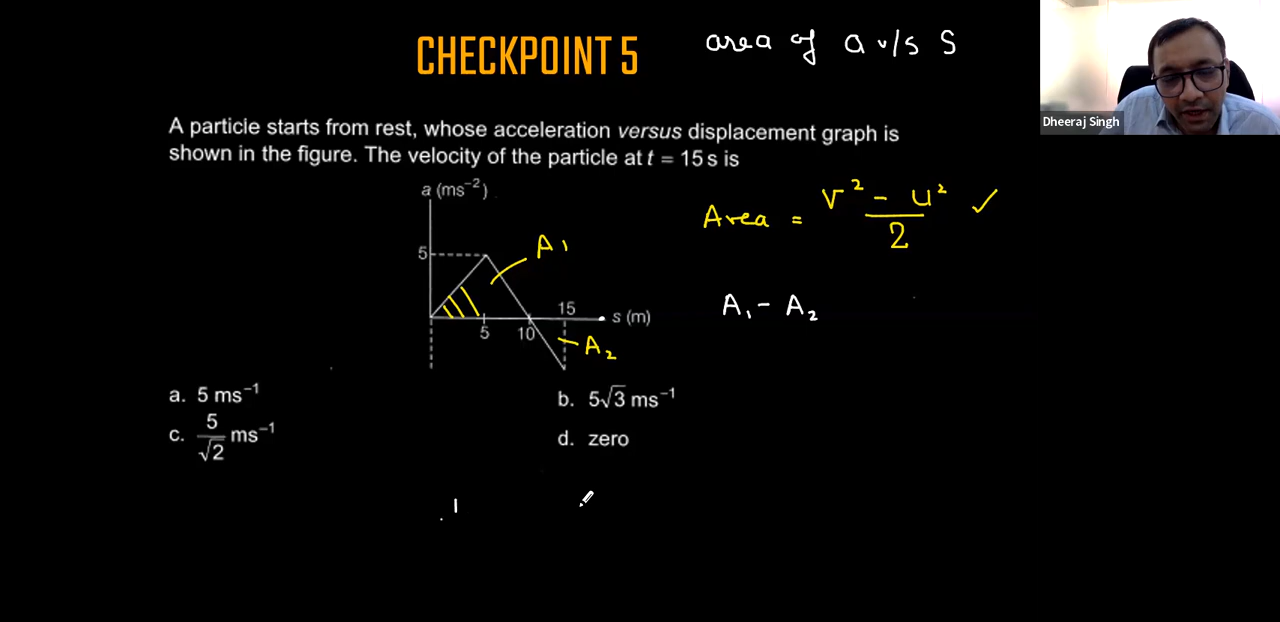 CHECKPOINT 5
area of a v/s S
Dheeraj Singh
A particle starts from rest, whose acceleration versus displacement graph is
shown in the figure. The velocity of the particle at t = 15 s is
a (ms⁻²)
5
A₁
15
s (m)
5
10
A₂
Area = (v² - u²)/2 ✓
A₁ - A₂
a. 5 ms⁻¹
b. 5√3 ms⁻¹
c. 5/√2 ms⁻¹
d. zero